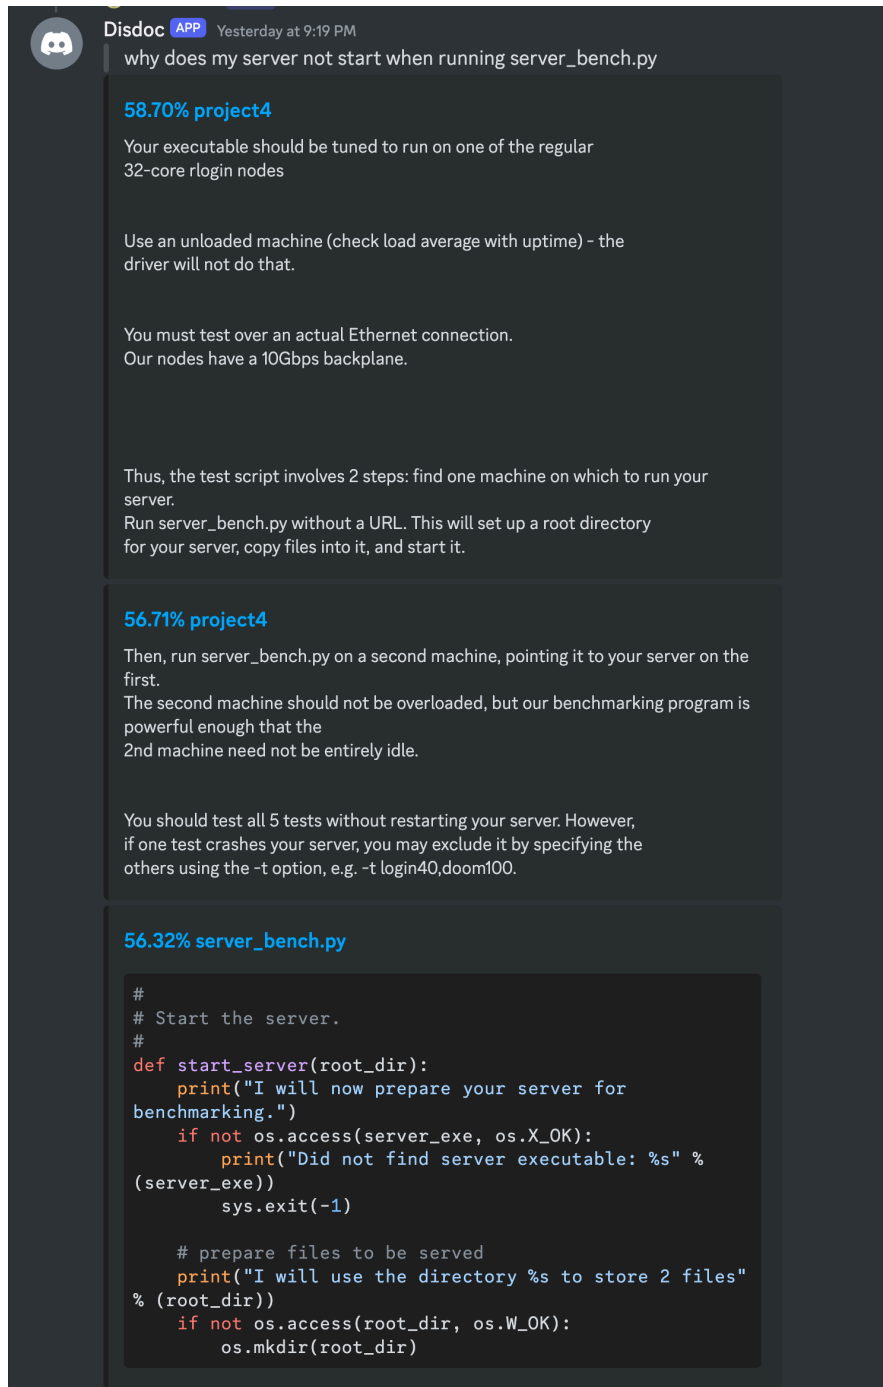 Disdoc APP Yesterday at 9:19 PM
why does my server not start when running server_bench.py
58.70% project4
Your executable should be tuned to run on one of the regular
32-core rlogin nodes
Use an unloaded machine (check load average with uptime) - the
driver will not do that.
You must test over an actual Ethernet connection.
Our nodes have a 10Gbps backplane.
Thus, the test script involves 2 steps: find one machine on which to run your
server.
Run server_bench.py without a URL. This will set up a root directory
for your server, copy files into it, and start it.
56.71% project4
Then, run server_bench.py on a second machine, pointing it to your server on the
first.
The second machine should not be overloaded, but our benchmarking program is
powerful enough that the
2nd machine need not be entirely idle.
You should test all 5 tests without restarting your server. However,
if one test crashes your server, you may exclude it by specifying the
others using the -t option, e.g. -t login40,doom100.
56.32% server_bench.py
#
# Start the server.
#
def start_server(root_dir):
    print("I will now prepare your server for
benchmarking.")
    if not os.access(server_exe, os.X_OK):
        print("Did not find server executable: %s" %
(server_exe))
        sys.exit(-1)
    # prepare files to be served
    print("I will use the directory %s to store 2 files"
% (root_dir))
    if not os.access(root_dir, os.W_OK):
        os.mkdir(root_dir)